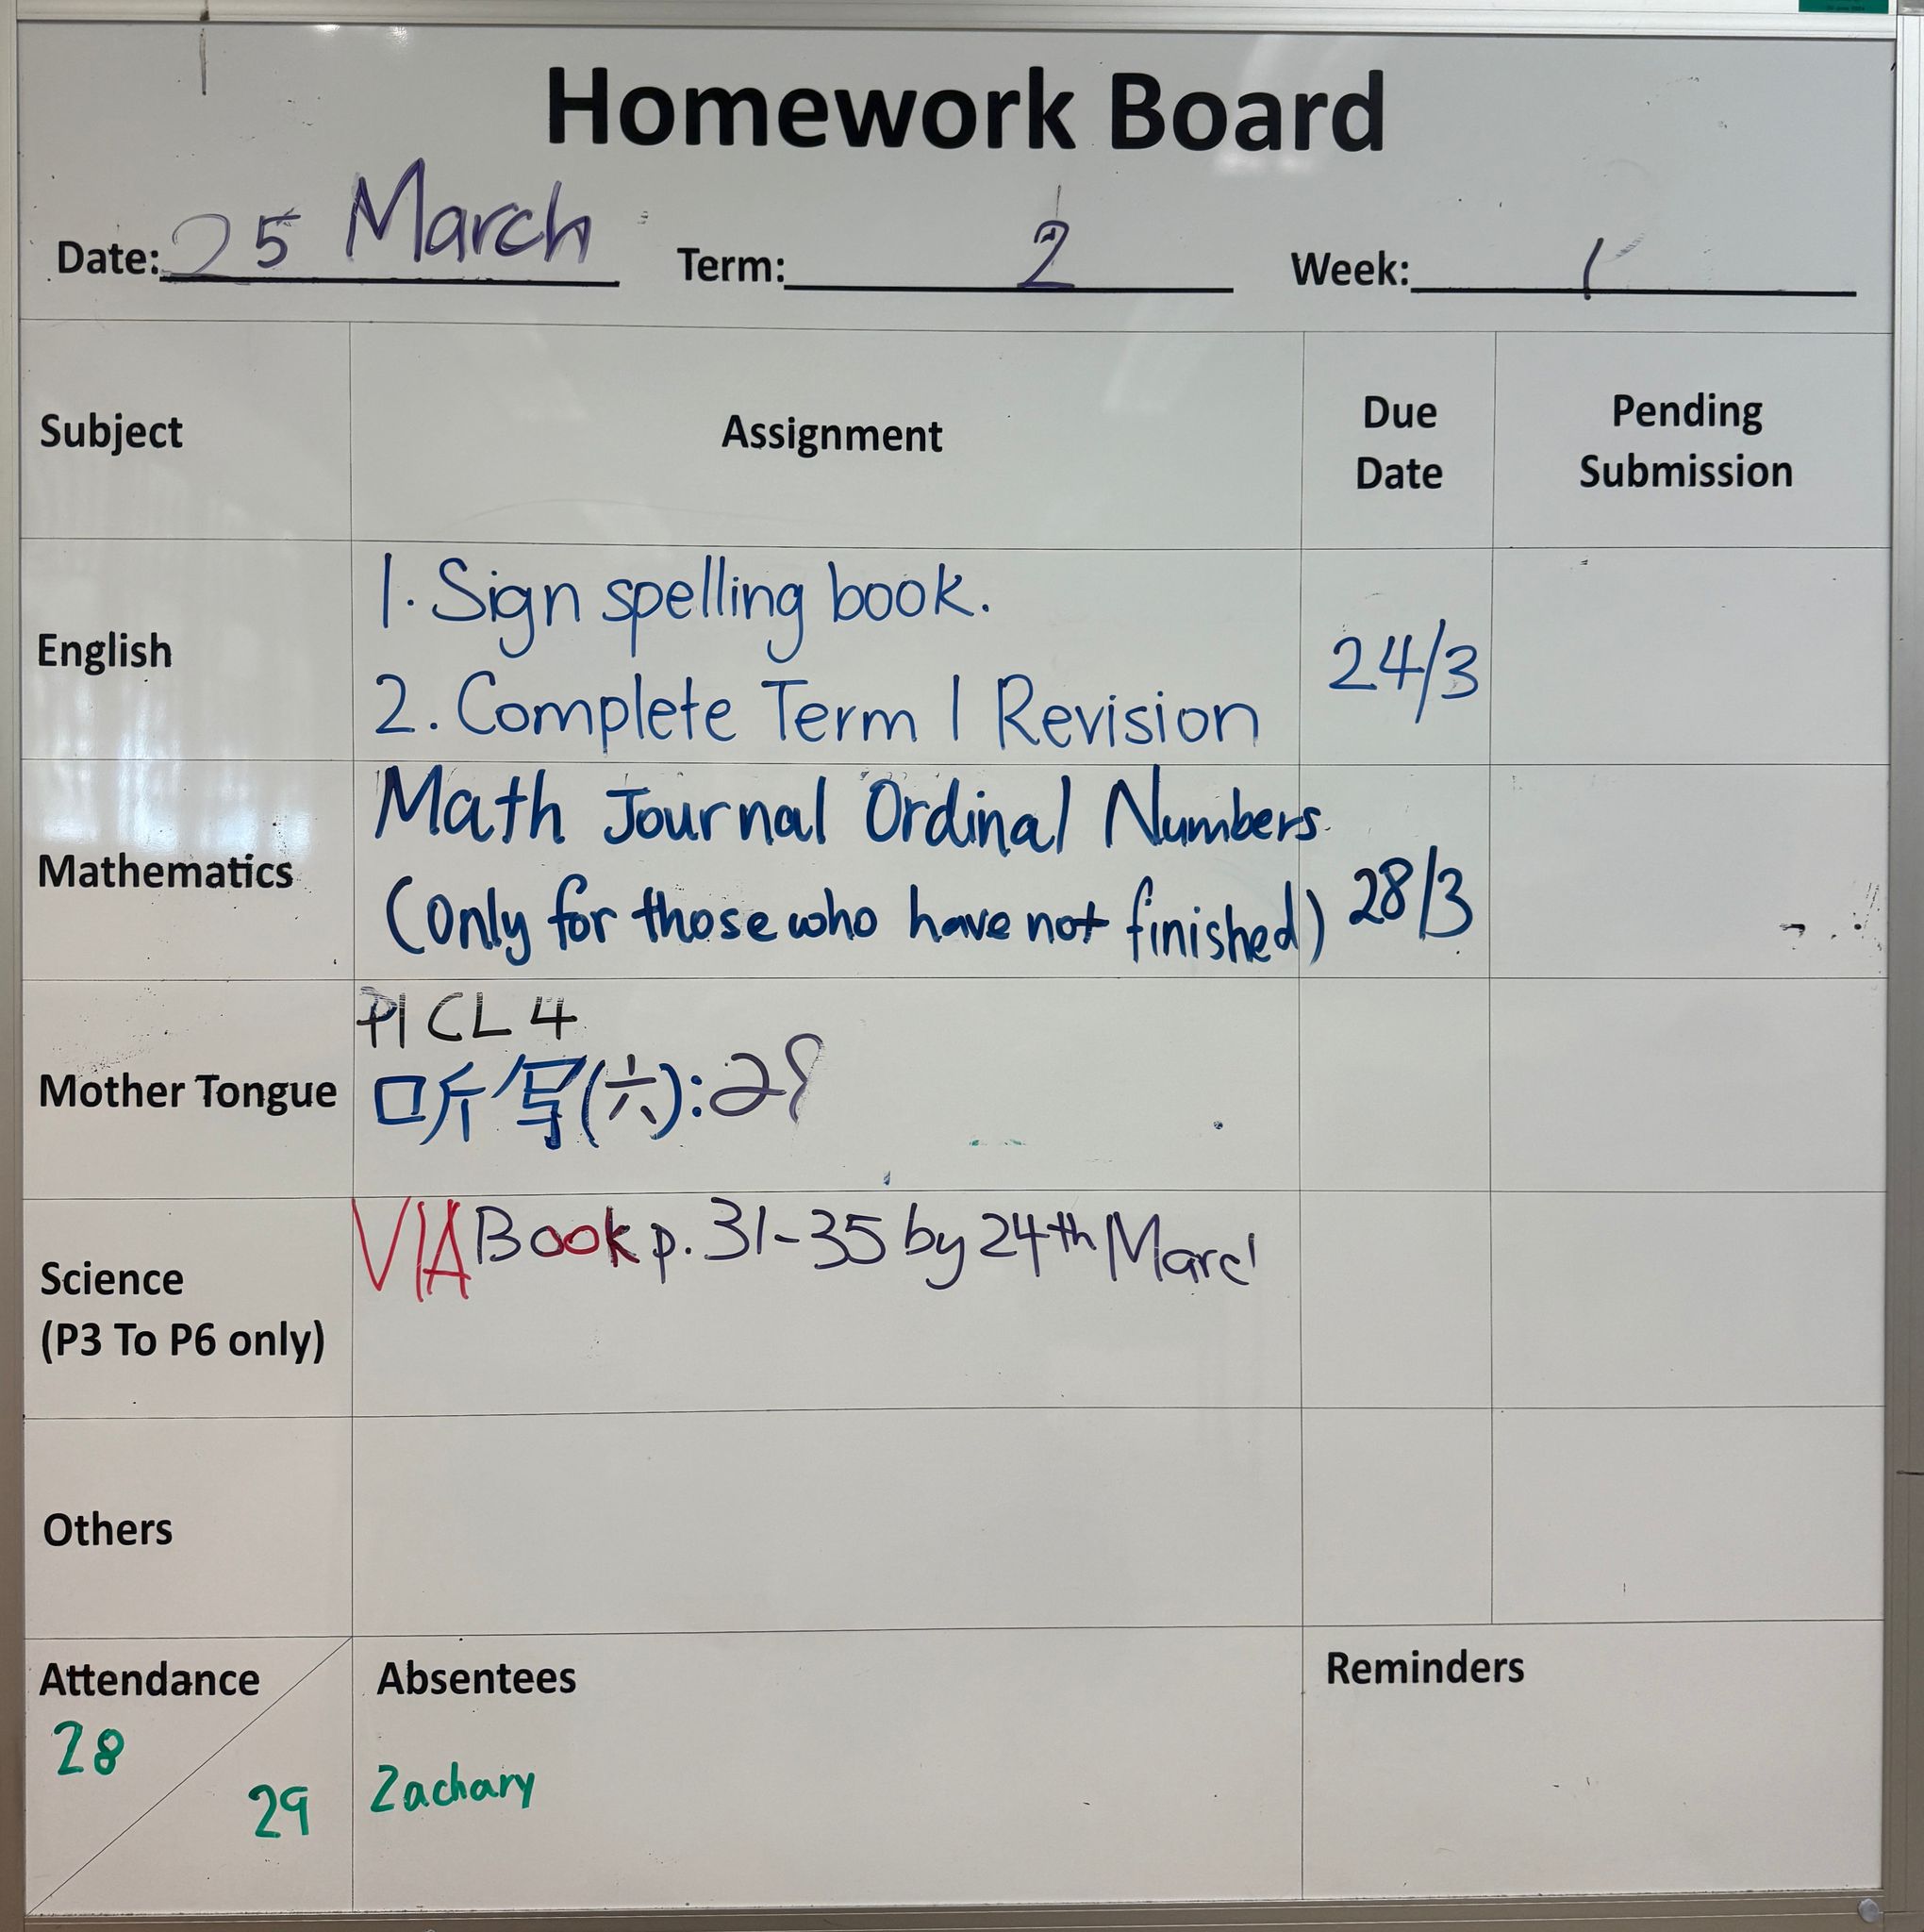 Homework Board
Date: 25 March Term: 2 Week: 1
Subject Assignment Due Date Pending Submission
English
1. Sign spelling book.
2. Complete Term 1 Revision
24/3
Mathematics
Math Journal Ordinal Numbers
(only for those who have not finished)
28/3
Mother Tongue
P1 CL 4
听写(六):28
Science
(P3 To P6 only)
VIA Book p. 31-35 by 24th
Others
Attendance
28
29
Absentees
Zachary
Reminders